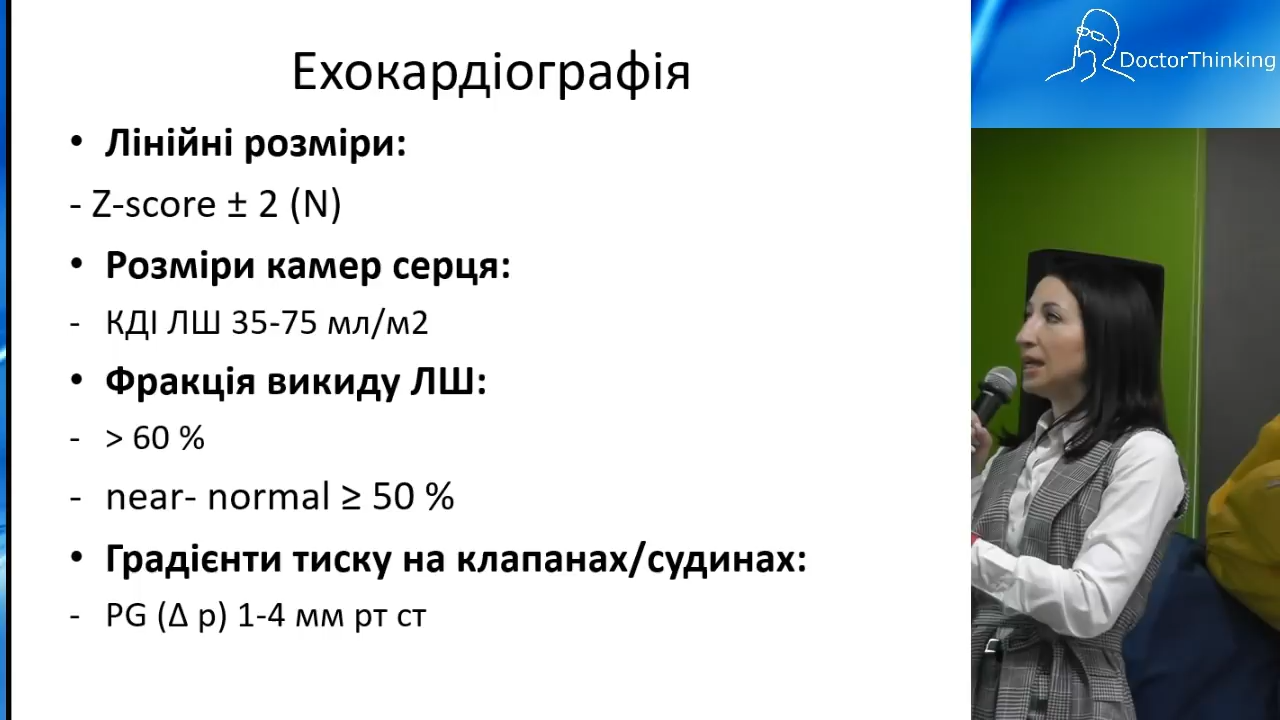 Ехокардіографія
• Лінійні розміри:
- Z-score ± 2 (N)
• Розміри камер серця:
- КДІ ЛШ 35-75 мл/м2
• Фракція викиду ЛШ:
- > 60 %
- near- normal ≥ 50 %
• Градієнти тиску на клапанах/судинах:
- PG (Δ p) 1-4 мм рт ст
DoctorThinking